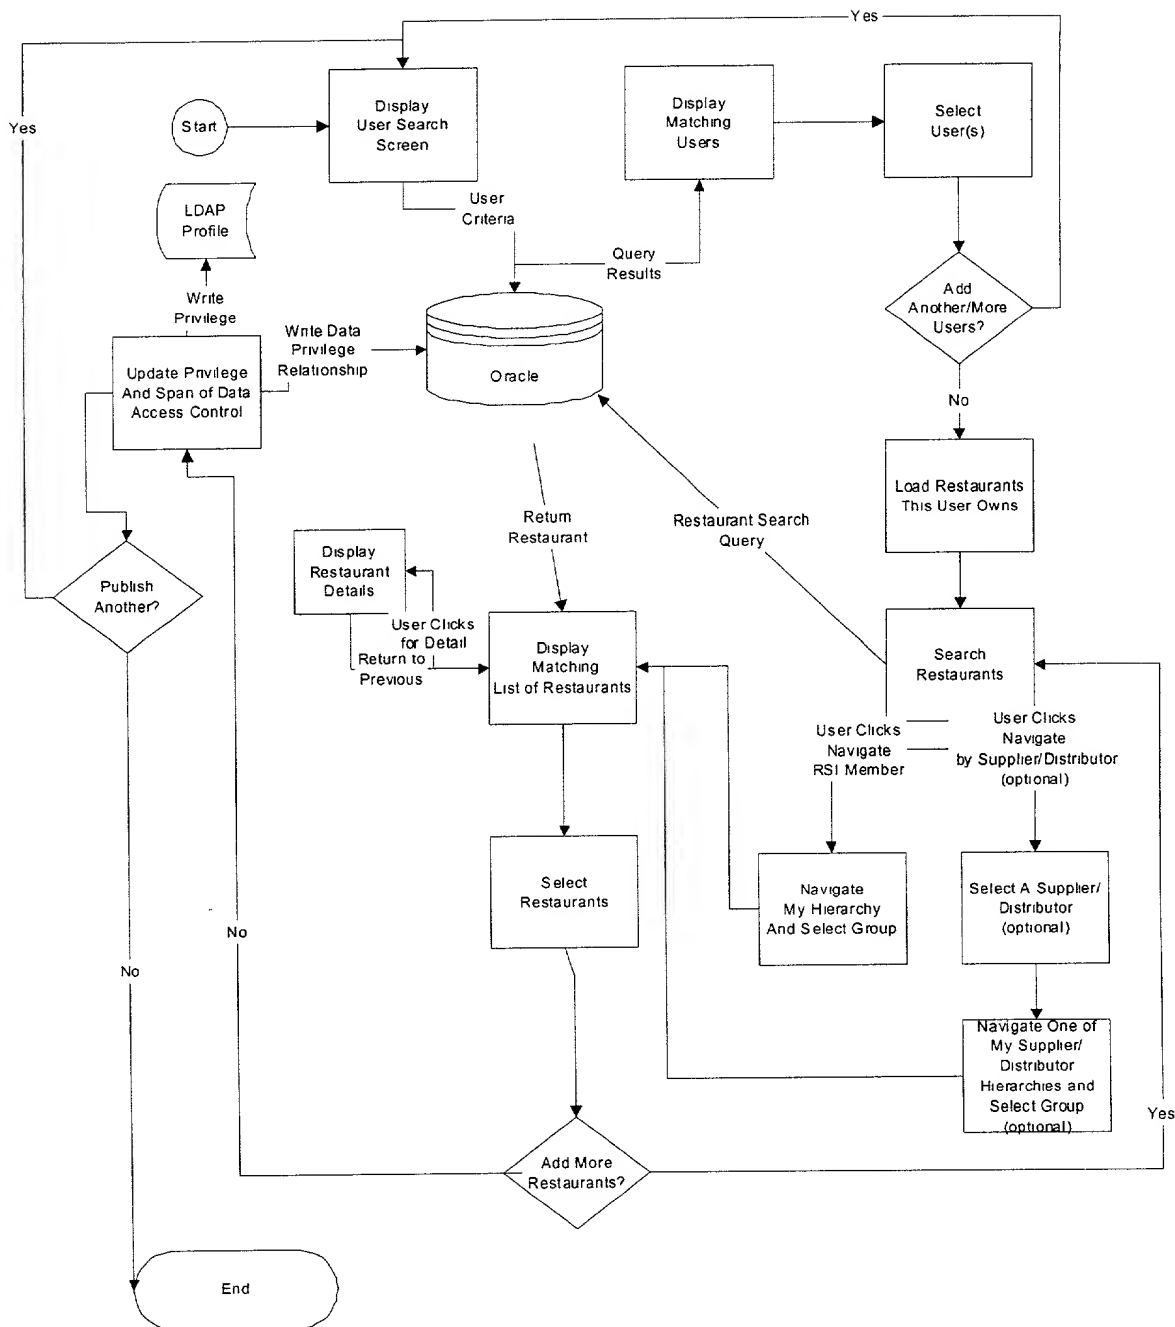 Yes
Yes
Start
Display
User Search
Screen
Display
Matching
Users
Select
User(s)
LDAP
Profile
User
Criteria
Query
Results
Add
Another/More
Users?
Write
Privilege
Write Data
Privilege
Relationship
Oracle
Update Privilege
And Span of Data
Access Control
No
Load Restaurants
This User Owns
Return
Restaurant
Restaurant Search
Query
Display
Restaurant
Details
Publish
Another?
User Clicks
for Detail
Return to
Previous
Display
Matching
List of Restaurants
Search
Restaurants
User Clicks
Navigate
RSI Member
User Clicks
Navigate
by Supplier/Distributor
(optional)
Select
Restaurants
Navigate
My Hierarchy
And Select Group
Select A Supplier/
Distributor
(optional)
No
No
Navigate One of
My Supplier/
Distributor
Hierarchies and
Select Group
(optional)
Yes
Add More
Restaurants?
End